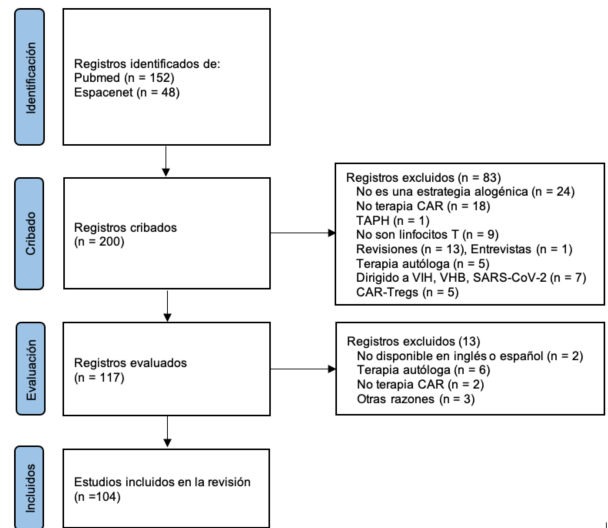 Identificación
Registros identificados de:
Pubmed (n = 152)
Espacenet (n = 48)
Cribado
Registros cribados
(n = 200)
Registros excluidos (n = 83)
No es una estrategia alogénica (n = 24)
No terapia CAR (n = 18)
TAPH (n = 1)
No son linfocitos T (n = 9)
Revisiones (n = 13), Entrevistas (n = 1)
Terapia autóloga (n = 5)
Dirigido a VIH, VHB, SARS-CoV-2 (n = 7)
CAR-Tregs (n = 5)
Evaluación
Registros evaluados
(n = 117)
Registros excluidos (13)
No disponible en inglés o español (n = 2)
Terapia autóloga (n = 6)
No terapia CAR (n = 2)
Otras razones (n = 3)
Incluidos
Estudios incluidos en la revisión
(n =104)